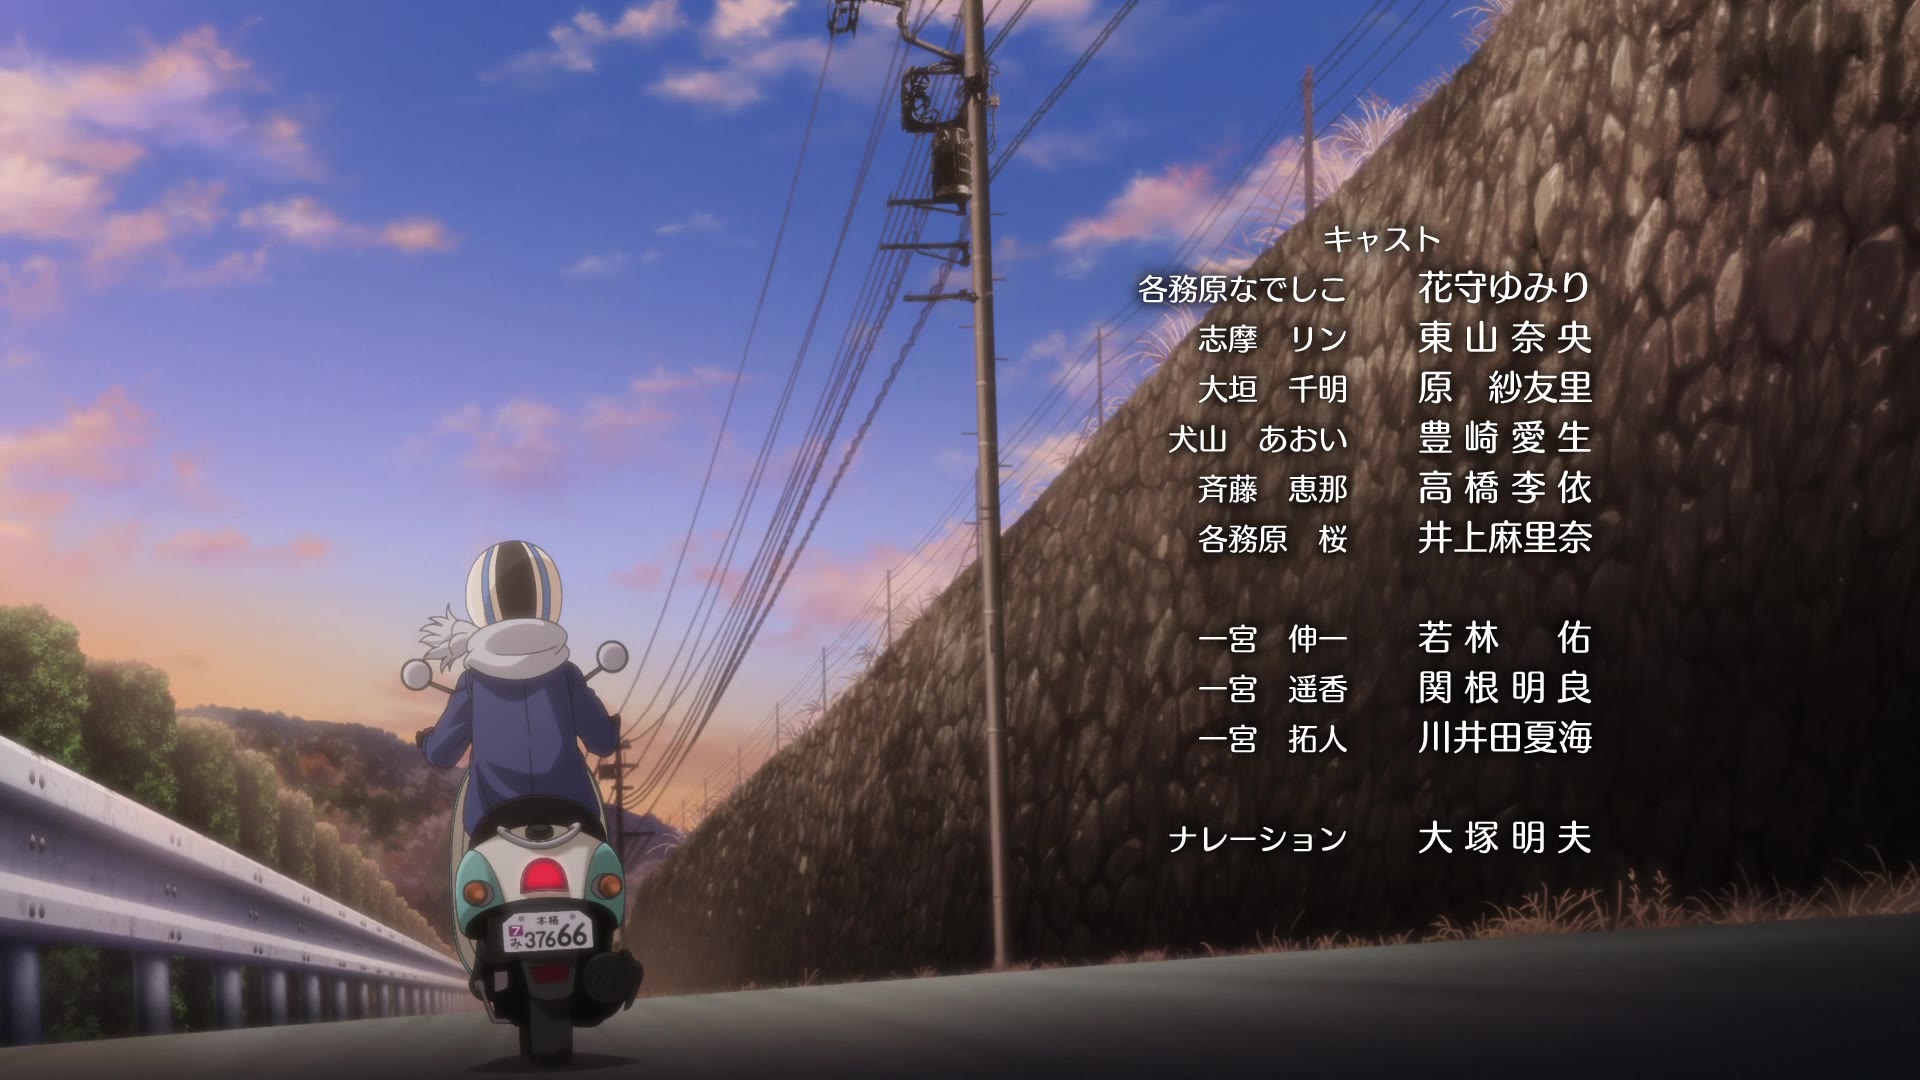 キャスト
各務原なでしこ　花守ゆみり
志摩　リン　東山奈央
大垣　千明　原　紗友里
犬山　あおい　豊崎愛生
斉藤　恵那　高橋李依
各務原　桜　井上麻里奈
一宮　伸一　若林　佑
一宮　遥香　関根明良
一宮　拓人　川井田夏海
ナレーション　大塚明夫
本栖
7み 37666